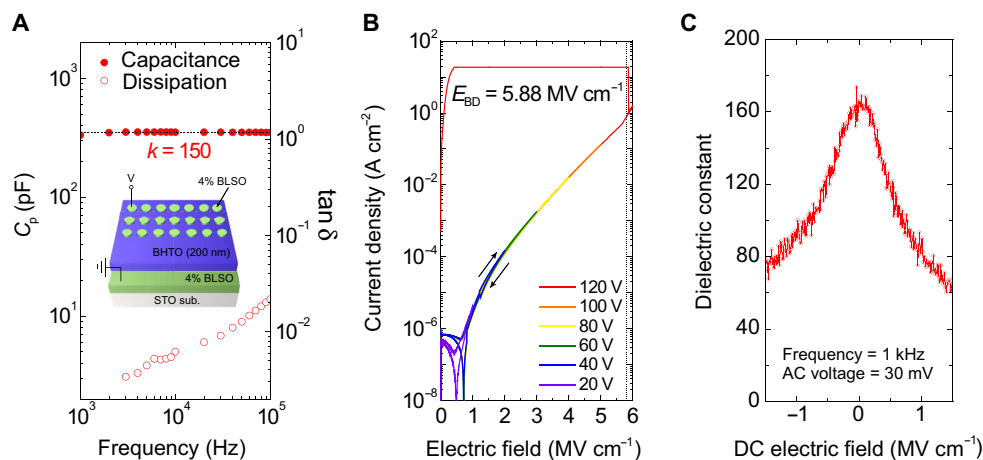 A
10³
10²
10¹
C_p (pF)
Capacitance
Dissipation
k = 150
V
4% BLSO
BHTO (200 nm)
4% BLSO
STO sub.
10¹
10⁰
10⁻¹
10⁻²
tan δ
10³ 10⁴ 10⁵
Frequency (Hz)
B
10²
10⁰
10⁻²
10⁻⁴
10⁻⁶
10⁻⁸
Current density (A cm⁻²)
E_BD = 5.88 MV cm⁻¹
120 V
100 V
80 V
60 V
40 V
20 V
0 1 2 3 4 5 6
Electric field (MV cm⁻¹)
C
200
160
120
80
40
0
Dielectric constant
Frequency = 1 kHz
AC voltage = 30 mV
−1 0 1
DC electric field (MV cm⁻¹)